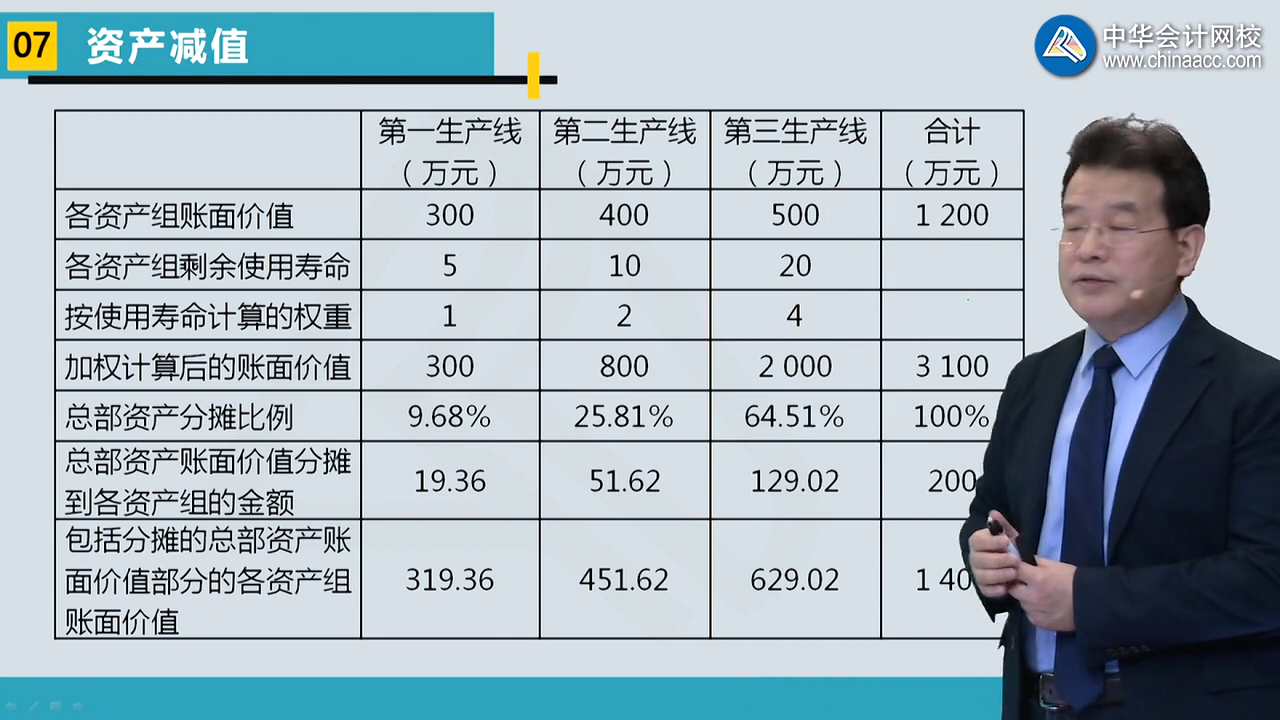 07 资产减值
中华会计网校
www.chinaacc.com
第一生产线 第二生产线 第三生产线 合计
（万元） （万元） （万元） （万元）
各资产组账面价值 300 400 500 1 200
各资产组剩余使用寿命 5 10 20
按使用寿命计算的权重 1 2 4
加权计算后的账面价值 300 800 2 000 3 100
总部资产分摊比例 9.68% 25.81% 64.51% 100%
总部资产账面价值分摊
到各资产组的金额 19.36 51.62 129.02 200
包括分摊的总部资产账
面价值部分的各资产组 319.36 451.62 629.02 1 40
账面价值